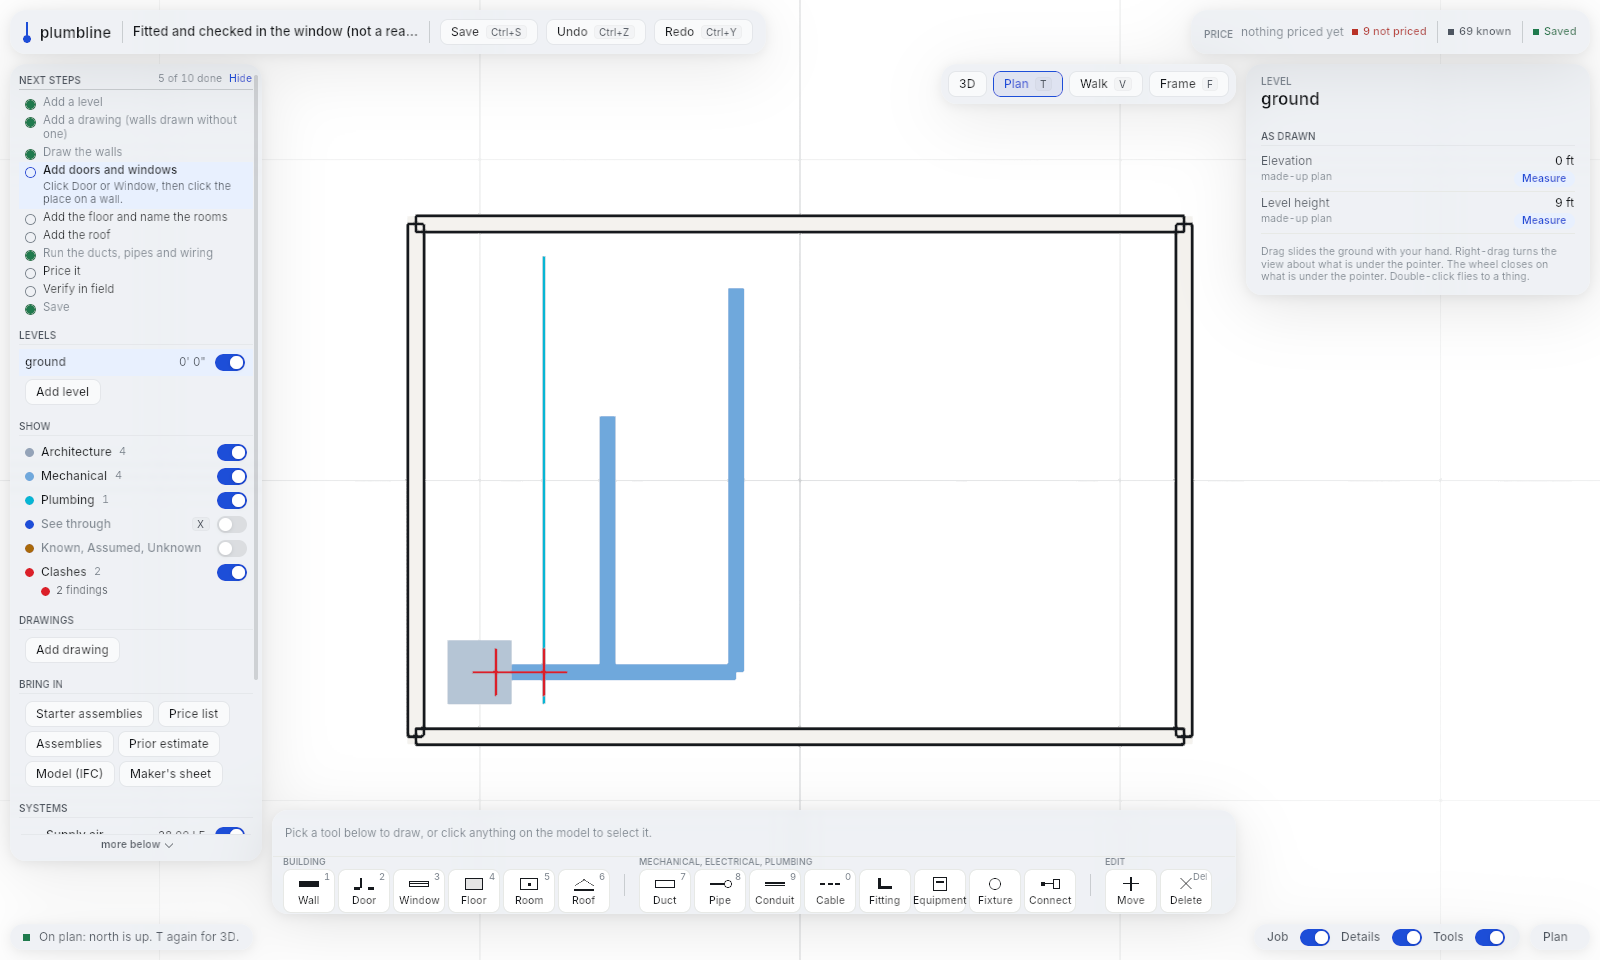 plumbline
Fitted and checked in the window (not a rea...
Save Ctrl+S
Undo Ctrl+Z
Redo Ctrl+Y
PRICE nothing priced yet 9 not priced 69 known Saved
3D
Plan T
Walk V
Frame F
NEXT STEPS 5 of 10 done Hide
Add a level
Add a drawing (walls drawn without
one)
Draw the walls
Add doors and windows
Click Door or Window, then click the
place on a wall.
Add the floor and name the rooms
Add the roof
Run the ducts, pipes and wiring
Price it
Verify in field
Save
LEVELS
ground 0' 0"
Add level
SHOW
Architecture 4
Mechanical 4
Plumbing 1
See through X
Known, Assumed, Unknown
Clashes 2
2 findings
DRAWINGS
Add drawing
BRING IN
Starter assemblies Price list
Assemblies Prior estimate
Model (IFC) Maker's sheet
SYSTEMS
more below
LEVEL
ground
AS DRAWN
Elevation 0 ft
made-up plan Measure
Level height 9 ft
made-up plan Measure
Drag slides the ground with your hand. Right-drag turns the
view about what is under the pointer. The wheel closes on
what is under the pointer. Double-click flies to a thing.
Pick a tool below to draw, or click anything on the model to select it.
BUILDING
1 Wall
2 Door
3 Window
4 Floor
5 Room
6 Roof
MECHANICAL, ELECTRICAL, PLUMBING
7 Duct
8 Pipe
9 Conduit
0 Cable
Fitting
Equipment
Fixture
Connect
EDIT
Move
Del Delete
On plan: north is up. T again for 3D.
Job Details Tools Plan